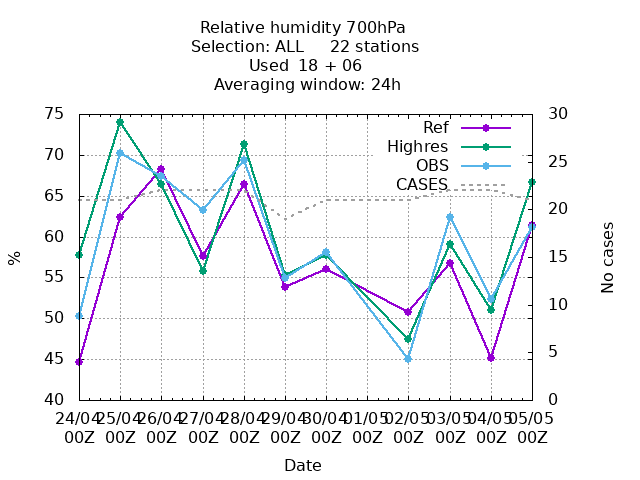 Relative humidity 700hPa
Selection: ALL 22 stations
Used 18 + 06
Averaging window: 24h
75 30
Ref
Highres
70 25
OBS
CASES
65 20
60
% No cases
55 15
50 10
45 5
40 0
24/04 25/04 26/04 27/04 28/04 29/04 30/04 01/05 02/05 03/05 04/05 05/05
00Z 00Z 00Z 00Z 00Z 00Z 00Z 00Z 00Z 00Z 00Z 00Z
Date